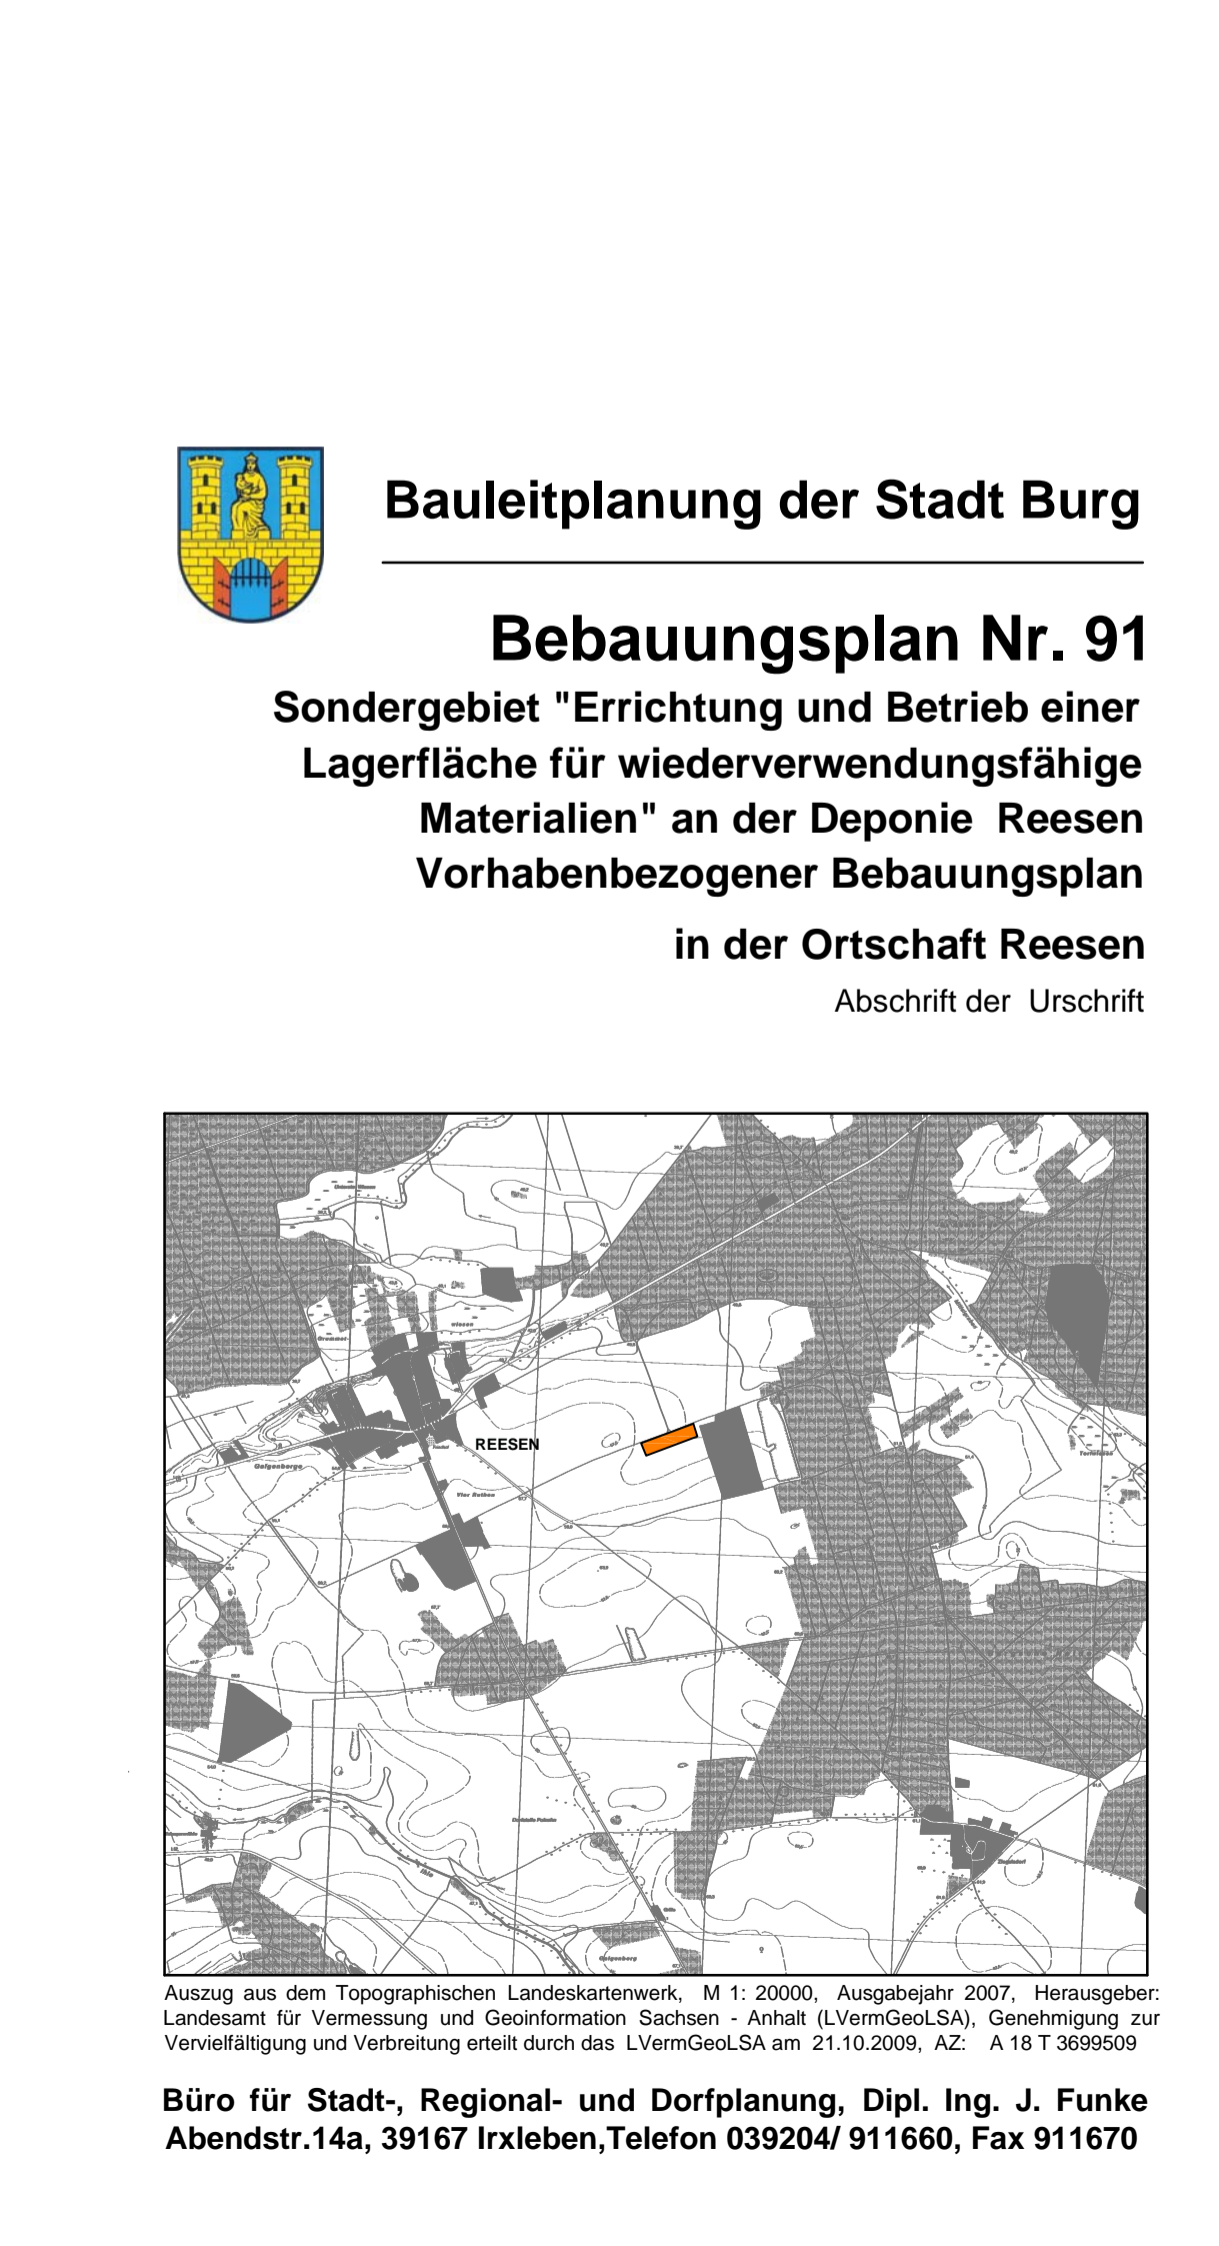 Bauleitplanung der Stadt Burg
Bebauungsplan Nr. 91
Sondergebiet "Errichtung und Betrieb einer
Lagerfläche für wiederverwendungsfähige
Materialien" an der Deponie Reesen
Vorhabenbezogener Bebauungsplan
in der Ortschaft Reesen
Abschrift der Urschrift
wiesen
REESEN
Galgenberge
Vier Ruthen
Ihle
Galgenberg
Auszug aus dem Topographischen Landeskartenwerk, M 1: 20000, Ausgabejahr 2007, Herausgeber:
Landesamt für Vermessung und Geoinformation Sachsen - Anhalt (LVermGeoLSA), Genehmigung zur
Vervielfältigung und Verbreitung erteilt durch das LVermGeoLSA am 21.10.2009, AZ: A 18 T 3699509
Büro für Stadt-, Regional- und Dorfplanung, Dipl. Ing. J. Funke
Abendstr.14a, 39167 Irxleben,Telefon 039204/ 911660, Fax 911670